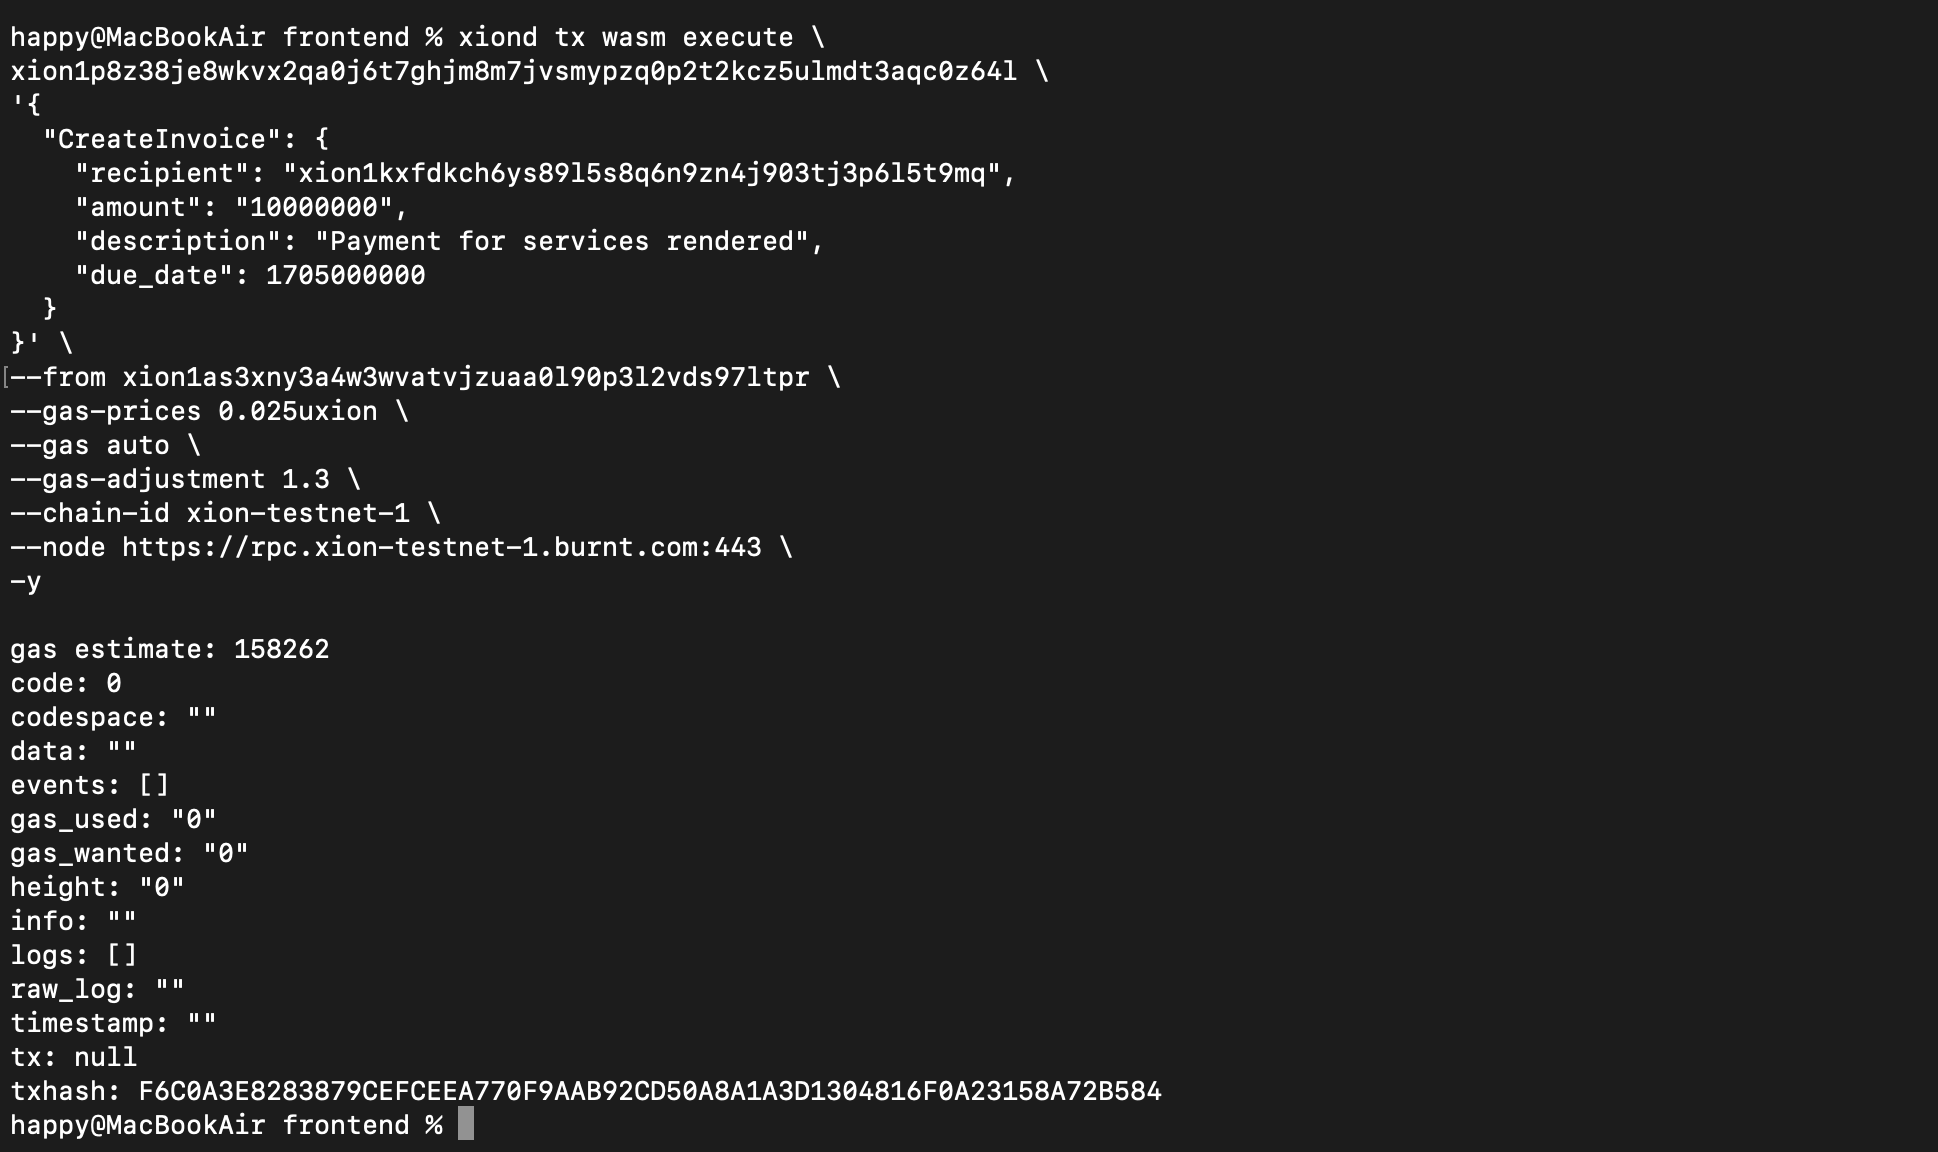 happy@MacBookAir frontend % xiond tx wasm execute \
xion1p8z38je8wkvx2qa0j6t7ghjm8m7jvsmypzq0p2t2kcz5ulmdt3aqc0z64l \
'{
  "CreateInvoice": {
    "recipient": "xion1kxfdkch6ys89l5s8q6n9zn4j903tj3p6l5t9mq",
    "amount": "10000000",
    "description": "Payment for services rendered",
    "due_date": 1705000000
  }
}' \
[--from xion1as3xny3a4w3wvatvjzuaa0l90p3l2vds97ltpr \
--gas-prices 0.025uxion \
--gas auto \
--gas-adjustment 1.3 \
--chain-id xion-testnet-1 \
--node https://rpc.xion-testnet-1.burnt.com:443 \
-y

gas estimate: 158262
code: 0
codespace: ""
data: ""
events: []
gas_used: "0"
gas_wanted: "0"
height: "0"
info: ""
logs: []
raw_log: ""
timestamp: ""
tx: null
txhash: F6C0A3E8283879CEFCEEA770F9AAB92CD50A8A1A3D1304816F0A23158A72B584
happy@MacBookAir frontend %